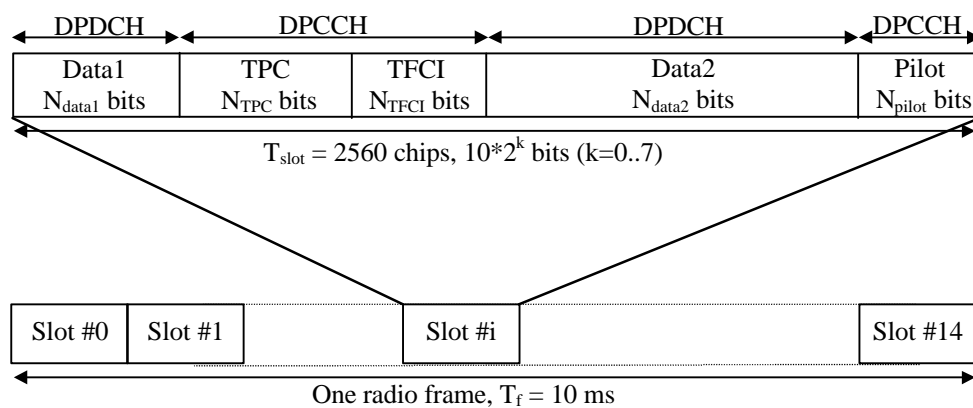 DPDCH DPCCH DPDCH DPCCH
Data1 TPC TFCI Data2 Pilot
N_data1 bits N_TPC bits N_TFCI bits N_data2 bits N_pilot bits
T_slot = 2560 chips, 10*2^k bits (k=0..7)
Slot #0 Slot #1 Slot #i Slot #14
One radio frame, T_f = 10 ms